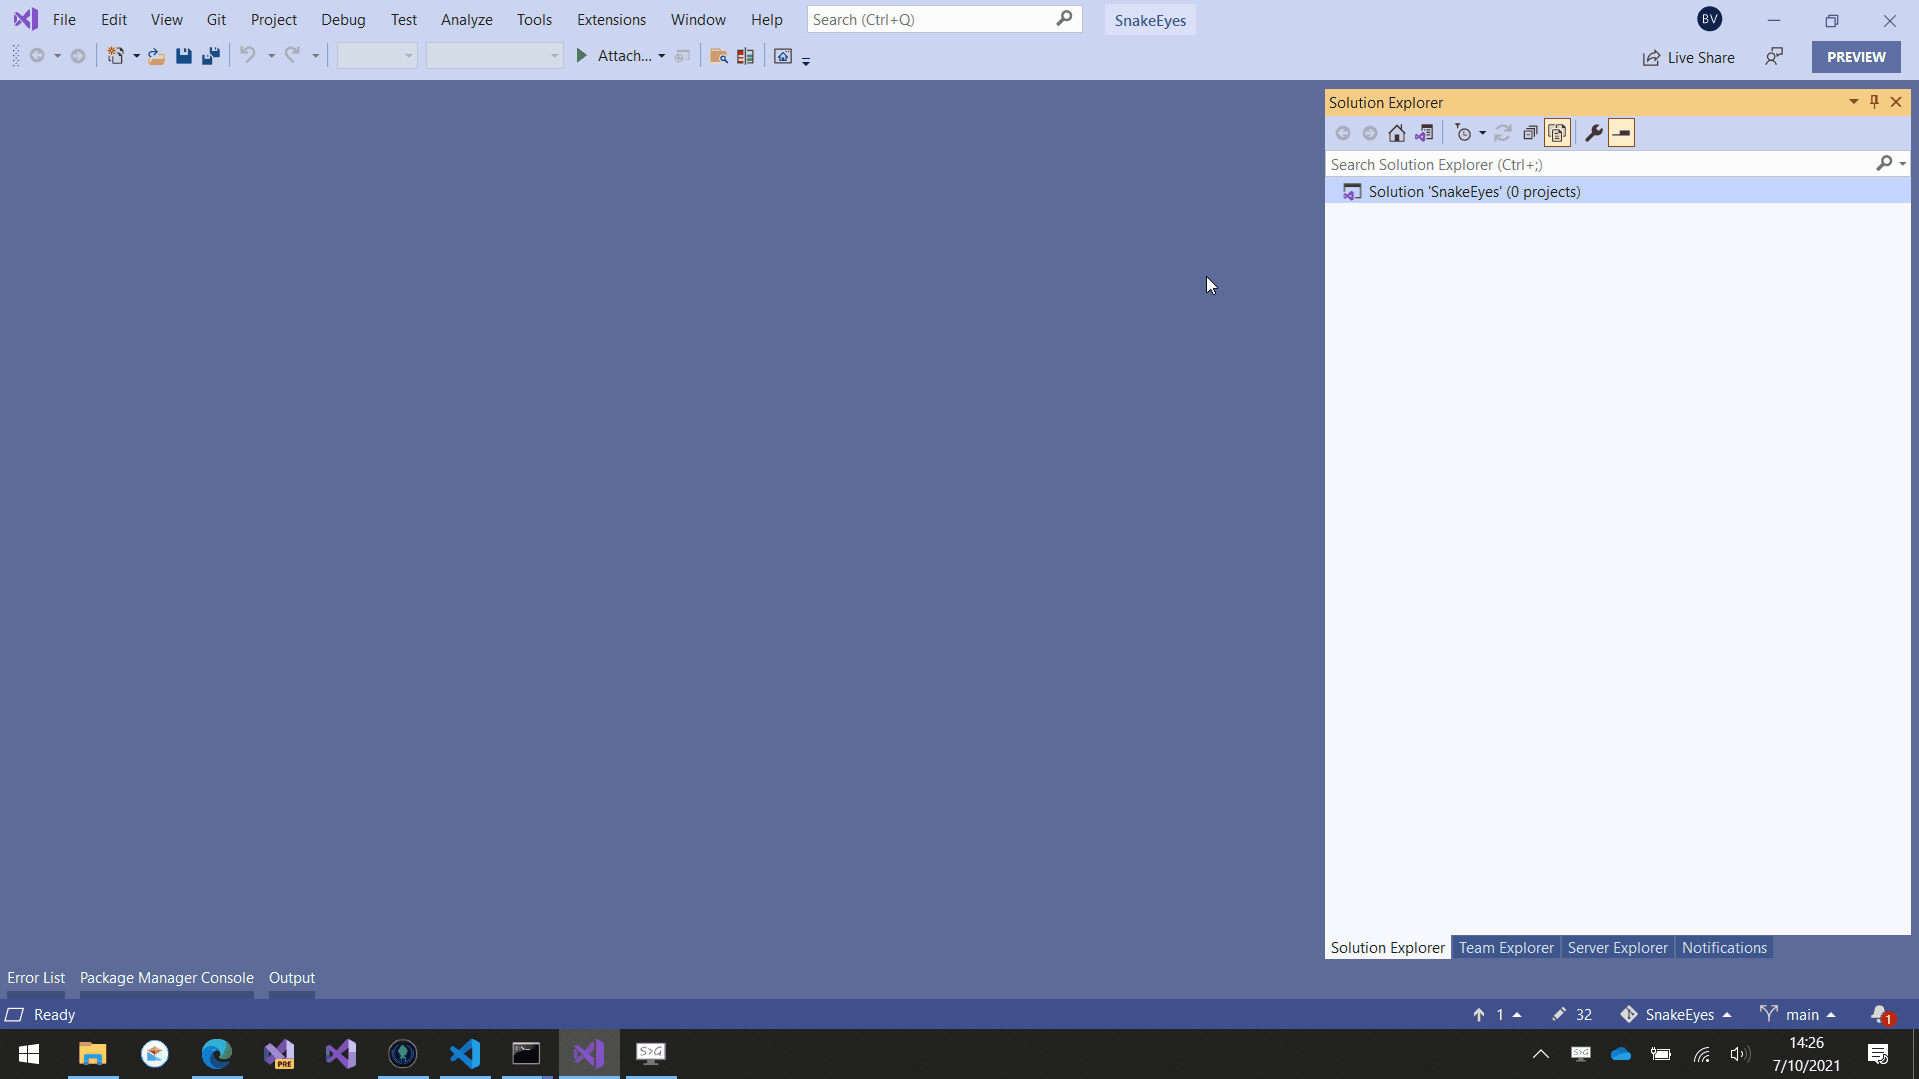 File Edit View Git Project Debug Test Analyze Tools Extensions Window Help Search (Ctrl+Q) SnakeEyes BV
Attach... Live Share PREVIEW
Solution Explorer
Search Solution Explorer (Ctrl+;)
Solution 'SnakeEyes' (0 projects)
Solution Explorer Team Explorer Server Explorer Notifications
Error List Package Manager Console Output
Ready 1 32 SnakeEyes main 1
PRE S>G S>G 14:26
7/10/2021